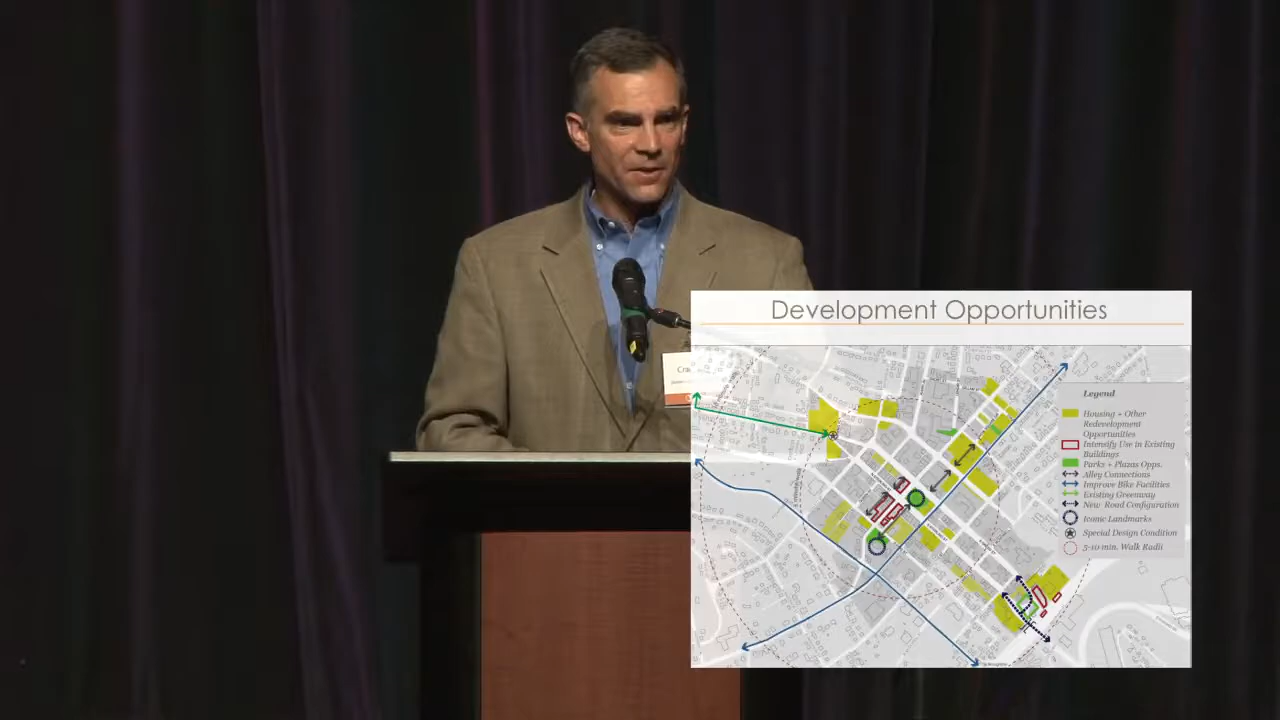 Development Opportunities
Legend
Housing + Other
Redevelopment
Opportunities
Intensify Use in Existing
Buildings
Parks + Plazas Opps.
Alley Connections
Improve Bike Facilities
Existing Greenway
New Road Configuration
Iconic Landmarks
Special Design Condition
5-10 min. Walk Radii